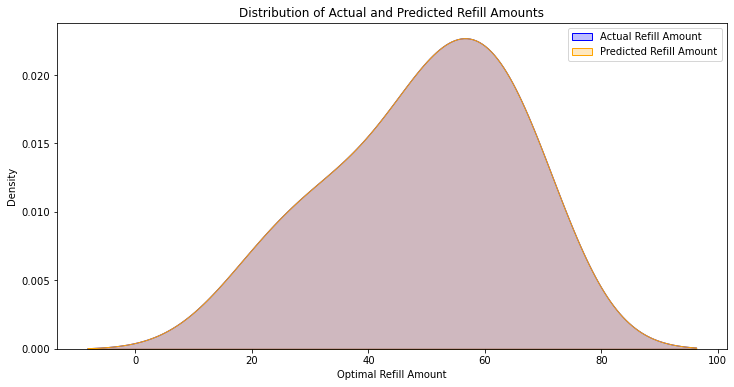 Distribution of Actual and Predicted Refill Amounts
Actual Refill Amount
Predicted Refill Amount
0.020
0.015
0.010
0.005
0.000
Density
0 20 40 60 80 100
Optimal Refill Amount